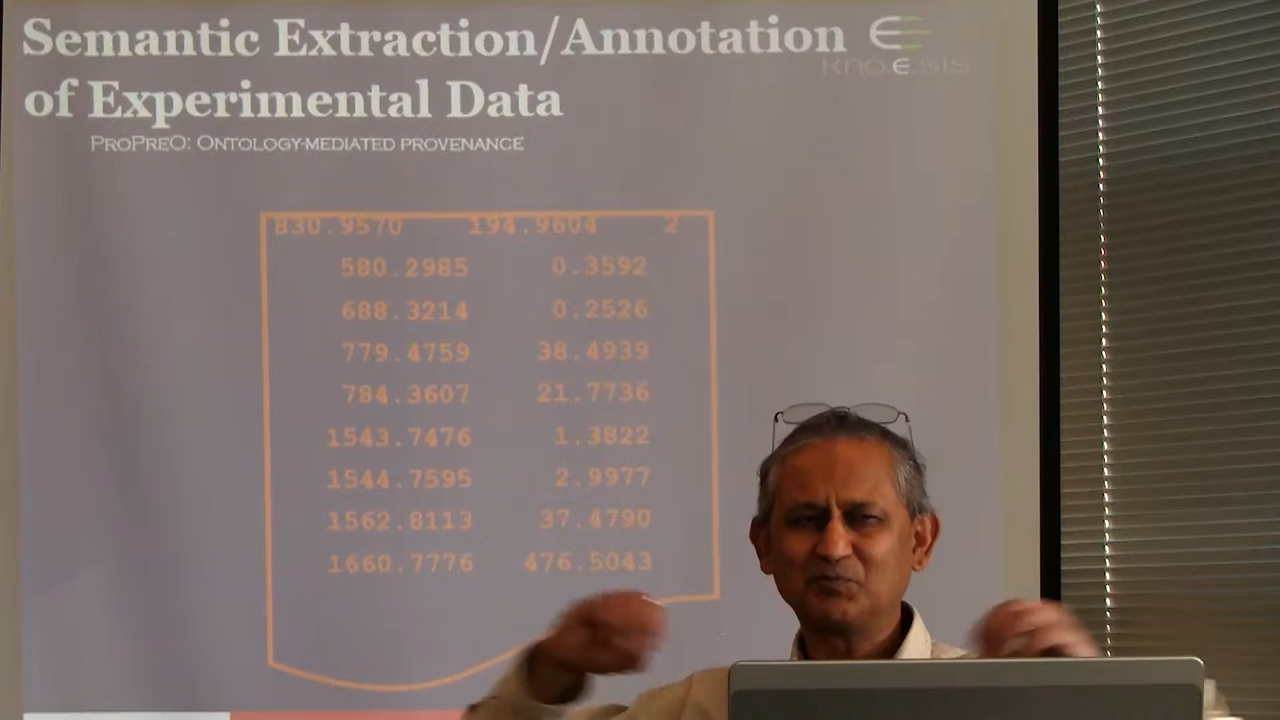 Semantic Extraction/Annotation
of Experimental Data
kno.e.sis
PROPREO: ONTOLOGY-MEDIATED PROVENANCE
830.9570 194.9604 2
580.2985 0.3592
688.3214 0.2526
779.4759 38.4939
784.3607 21.7736
1543.7476 1.3822
1544.7595 2.9977
1562.8113 37.4790
1660.7776 476.5043